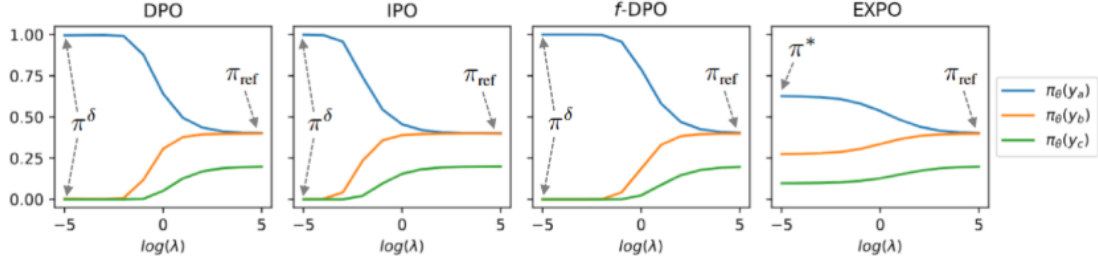 DPO
IPO
f-DPO
EXPO
1.00
0.75
0.50
0.25
0.00
π^δ
π_ref
π^δ
π_ref
π^δ
π_ref
π*
π_ref
π_θ(y_a)
π_θ(y_b)
π_θ(y_c)
−5 0 5
−5 0 5
−5 0 5
−5 0 5
log(λ)
log(λ)
log(λ)
log(λ)